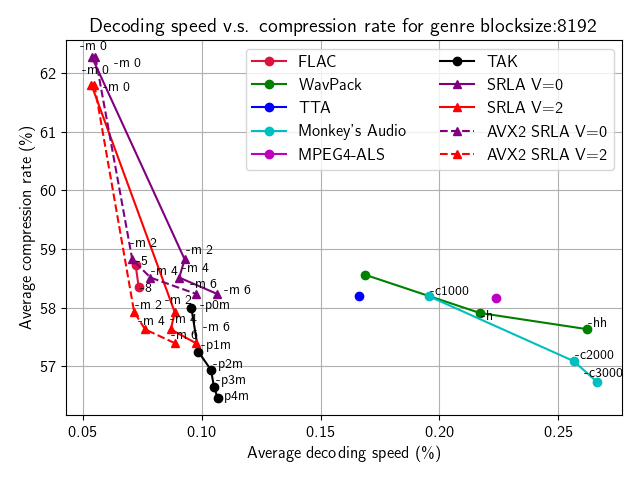 Decoding speed v.s. compression rate for genre blocksize:8192
FLAC
WavPack
TTA
Monkey's Audio
MPEG4-ALS
TAK
SRLA V=0
SRLA V=2
AVX2 SRLA V=0
AVX2 SRLA V=2
Average compression rate (%)
62
61
60
59
58
57
-m 0
-m 0
-m 0
-m 0
-m 2
-m 2
-5
-m 4
-m 4
-8
-m 6
-m 6
-m 2
-m 2
-p0m
-m 4
-m 4
-m 6
-m 6
-p1m
-p2m
-p3m
-p4m
-c1000
-h
-hh
-c2000
-c3000
0.05
0.10
0.15
0.20
0.25
Average decoding speed (%)